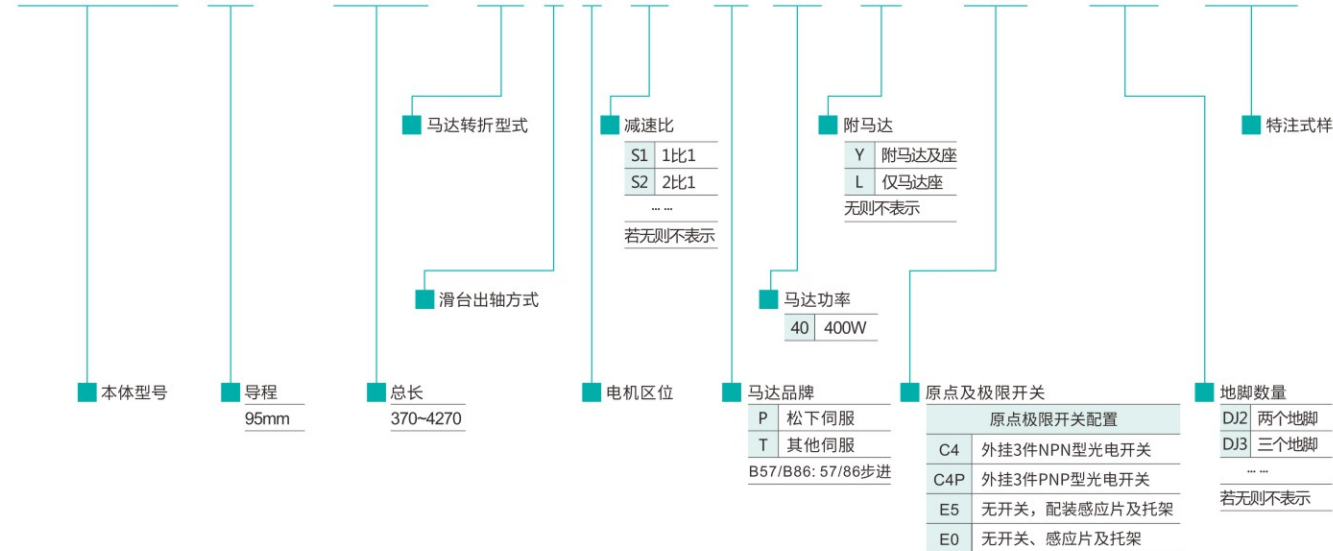 马达转折型式
减速比
S1 1比1
S2 2比1
... ...
若无则不表示
附马达
Y 附马达及座
L 仅马达座
无则不表示
特注式样
滑台出轴方式
马达功率
40 400W
本体型号
导程
95mm
总长
370~4270
电机区位
马达品牌
P 松下伺服
T 其他伺服
B57/B86: 57/86步进
原点及极限开关
原点极限开关配置
C4 外挂3件NPN型光电开关
C4P 外挂3件PNP型光电开关
E5 无开关，配装感应片及托架
E0 无开关、感应片及托架
地脚数量
DJ2 两个地脚
DJ3 三个地脚
... ...
若无则不表示